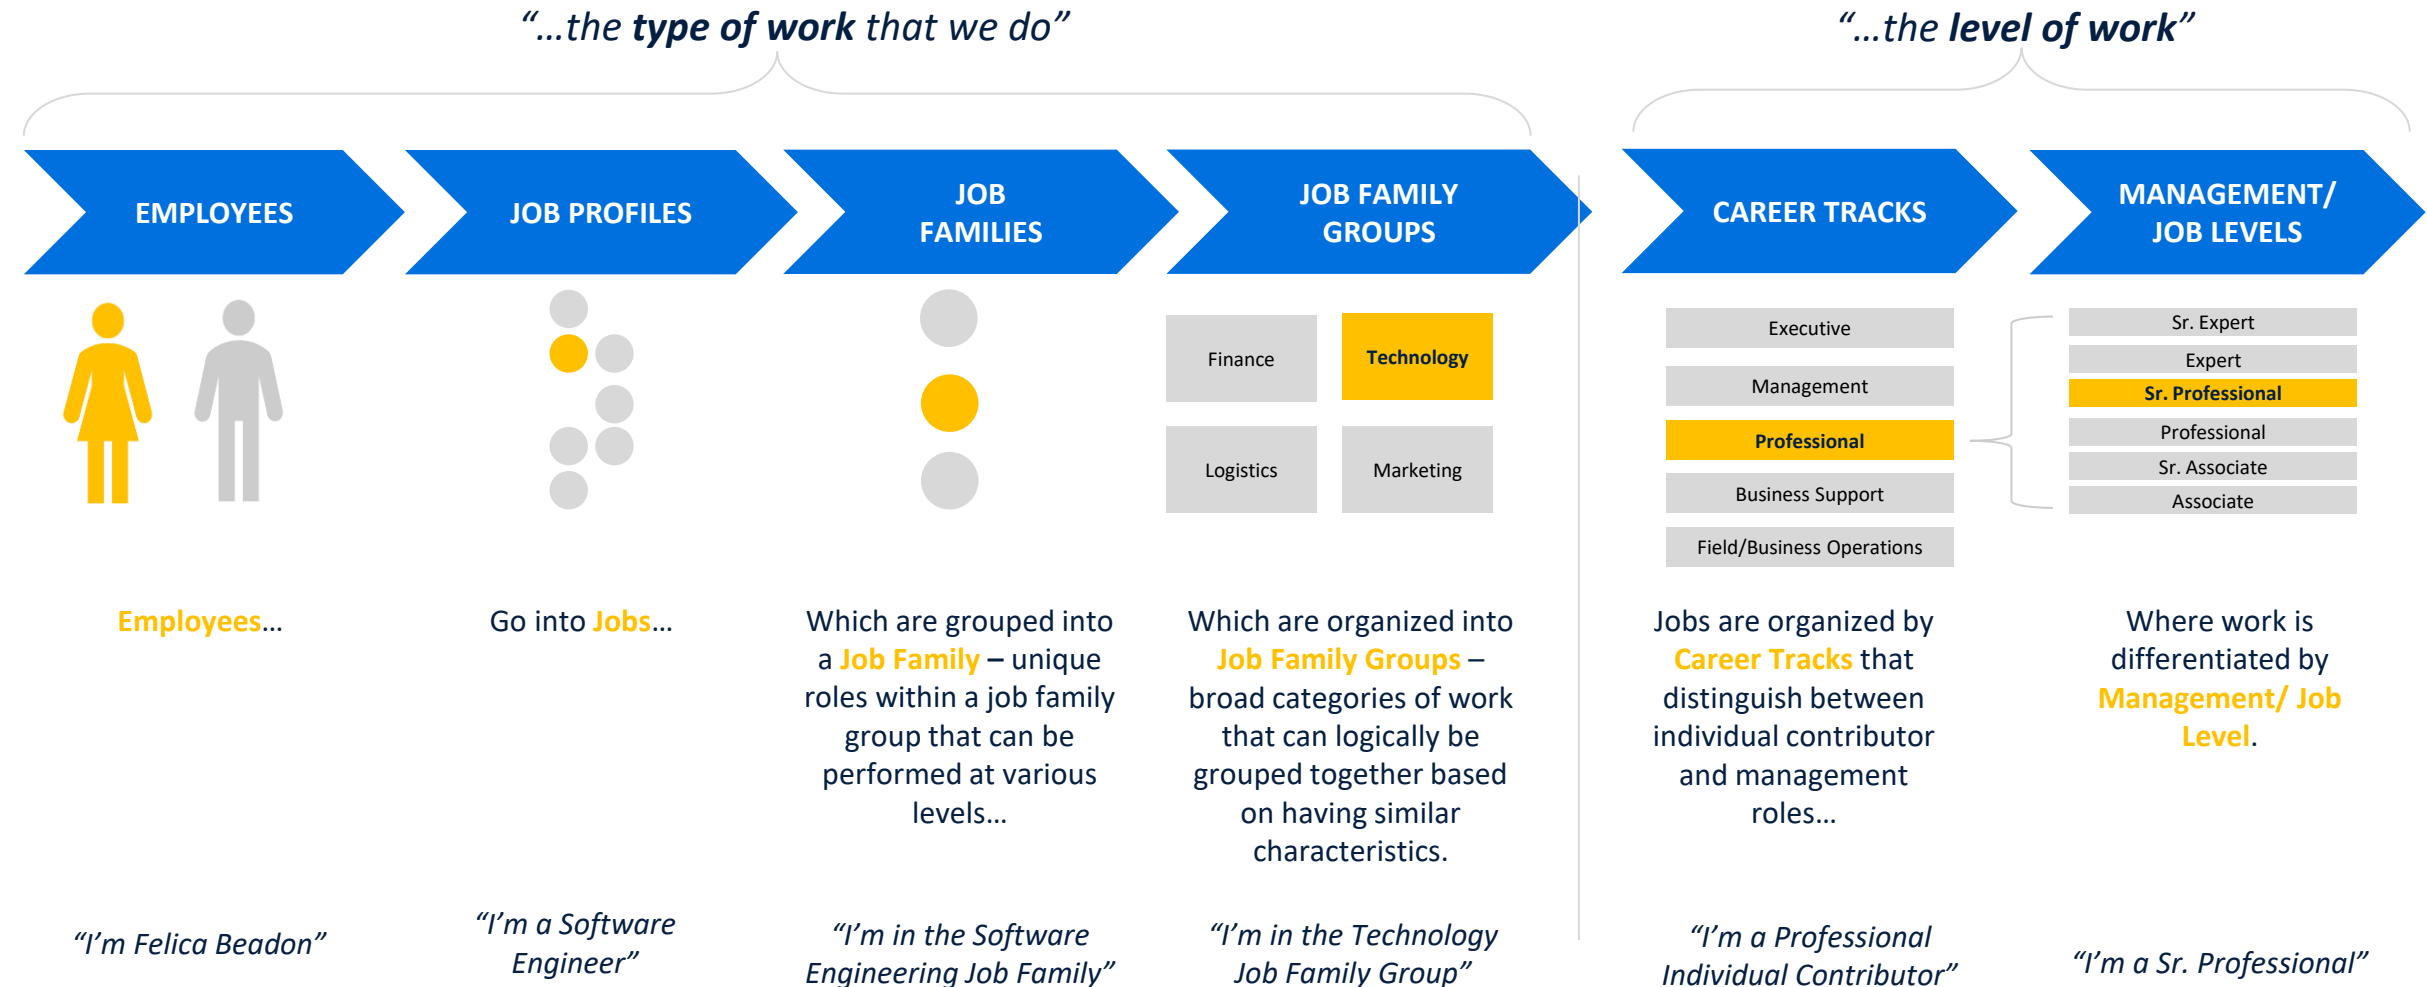 “…the type of work that we do”
“…the level of work”
EMPLOYEES
JOB PROFILES
JOB
FAMILIES
JOB FAMILY
GROUPS
CAREER TRACKS
MANAGEMENT/
JOB LEVELS
Finance
Technology
Logistics
Marketing
Executive
Management
Professional
Business Support
Field/Business Operations
Sr. Expert
Expert
Sr. Professional
Professional
Sr. Associate
Associate
Employees…
Go into Jobs…
Which are grouped into
a Job Family – unique
roles within a job family
group that can be
performed at various
levels…
Which are organized into
Job Family Groups –
broad categories of work
that can logically be
grouped together based
on having similar
characteristics.
Jobs are organized by
Career Tracks that
distinguish between
individual contributor
and management
roles…
Where work is
differentiated by
Management/ Job
Level.
“I’m Felica Beadon”
“I’m a Software
Engineer”
“I’m in the Software
Engineering Job Family”
“I’m in the Technology
Job Family Group”
“I’m a Professional
Individual Contributor”
“I’m a Sr. Professional”